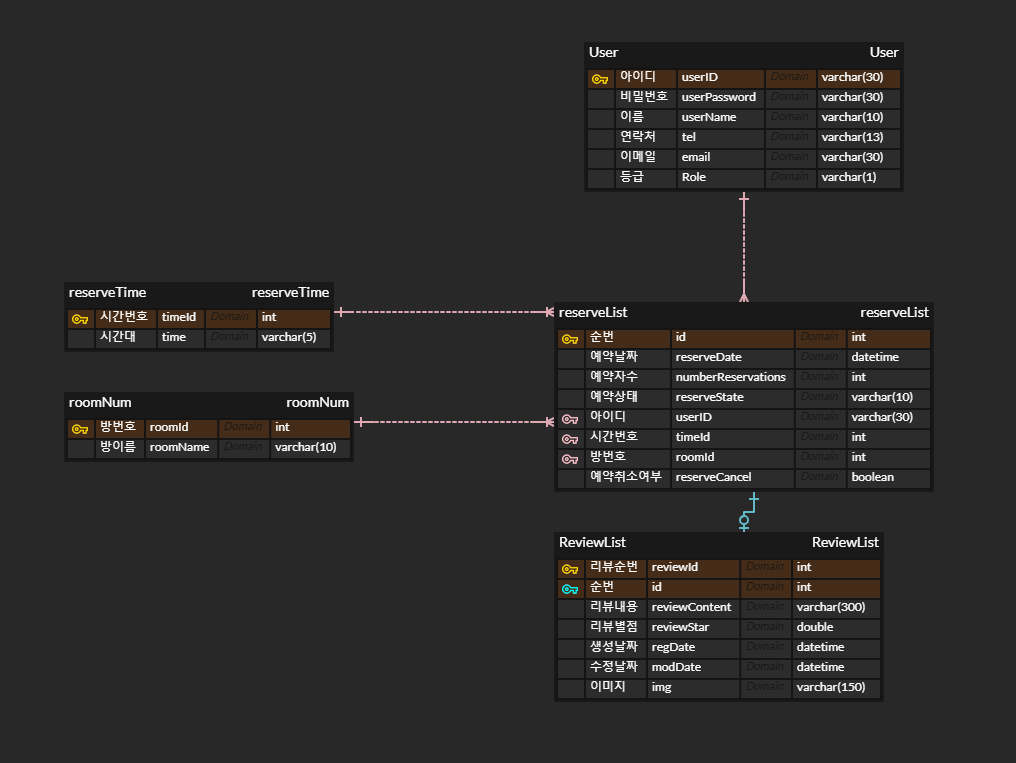 User User
아이디 userID Domain varchar(30)
비밀번호 userPassword Domain varchar(30)
이름 userName Domain varchar(10)
연락처 tel Domain varchar(13)
이메일 email Domain varchar(30)
등급 Role Domain varchar(1)
reserveTime reserveTime
시간번호 timeId Domain int
시간대 time Domain varchar(5)
roomNum roomNum
방번호 roomId Domain int
방이름 roomName Domain varchar(10)
reserveList reserveList
순번 id Domain int
예약날짜 reserveDate Domain datetime
예약자수 numberReservations Domain int
예약상태 reserveState Domain varchar(10)
아이디 userID Domain varchar(30)
시간번호 timeId Domain int
방번호 roomId Domain int
예약취소여부 reserveCancel Domain boolean
ReviewList ReviewList
리뷰순번 reviewId Domain int
순번 id Domain int
리뷰내용 reviewContent Domain varchar(300)
리뷰별점 reviewStar Domain double
생성날짜 regDate Domain datetime
수정날짜 modDate Domain datetime
이미지 img Domain varchar(150)